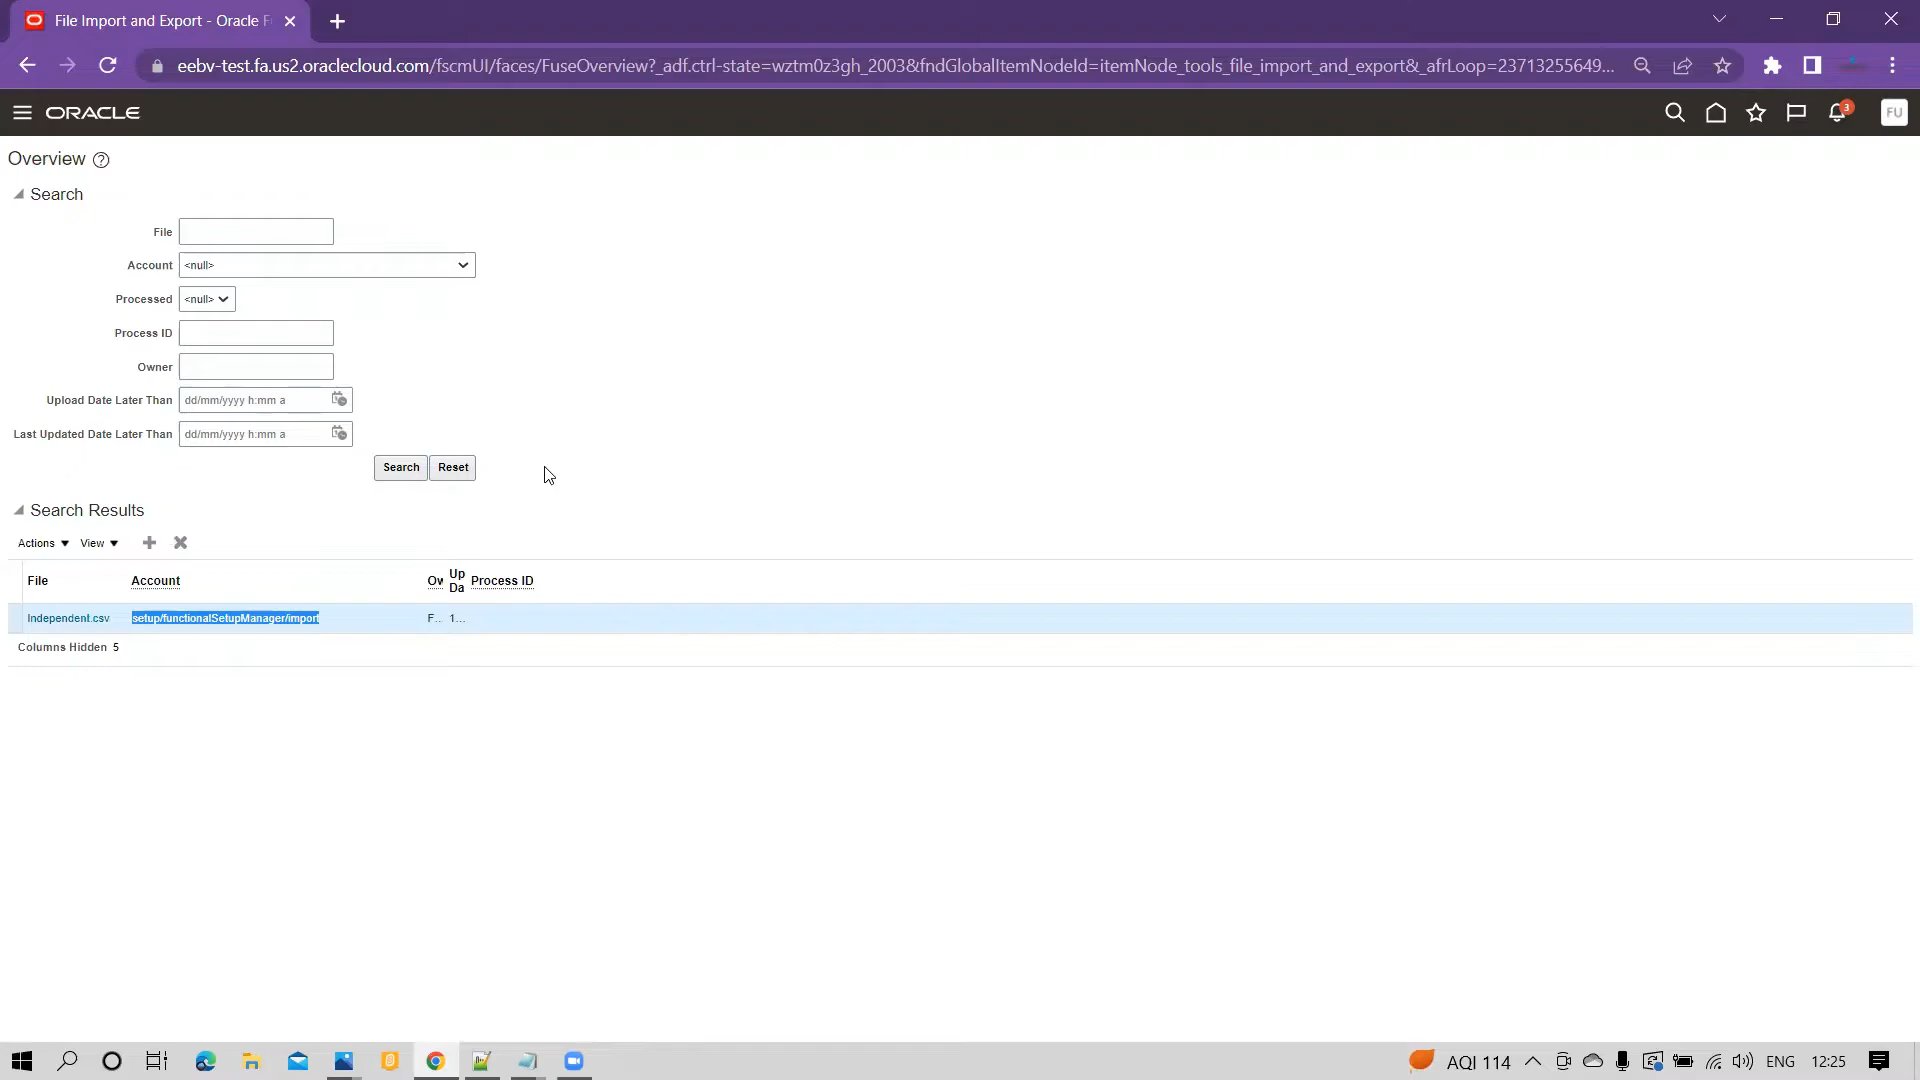 File Import and Export - Oracle F
eebv-test.fa.us2.oraclecloud.com/fscmUI/faces/FuseOverview?_adf.ctrl-state=wztm0z3gh_2003&fndGlobalItemNodeId=itemNode_tools_file_import_and_export&_afrLoop=23713255649...
ORACLE
3
FU
Overview
Search
File
Account <null>
Processed <null>
Process ID
Owner
Upload Date Later Than dd/mm/yyyy h:mm a
Last Updated Date Later Than dd/mm/yyyy h:mm a
Search Reset
Search Results
Actions View
File Account Ow Up Da Process ID
Independent.csv setup/functionalSetupManager/import F... 1...
Columns Hidden 5
AQI 114 ENG 12:25